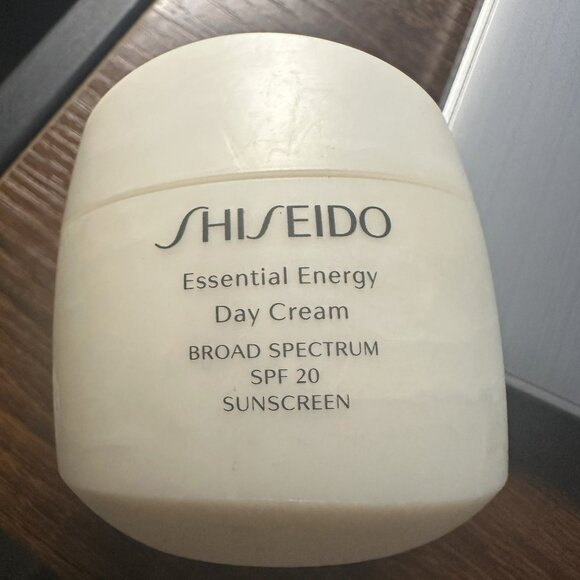 SHISEIDO
Essential Energy
Day Cream
BROAD SPECTRUM
SPF 20
SUNSCREEN